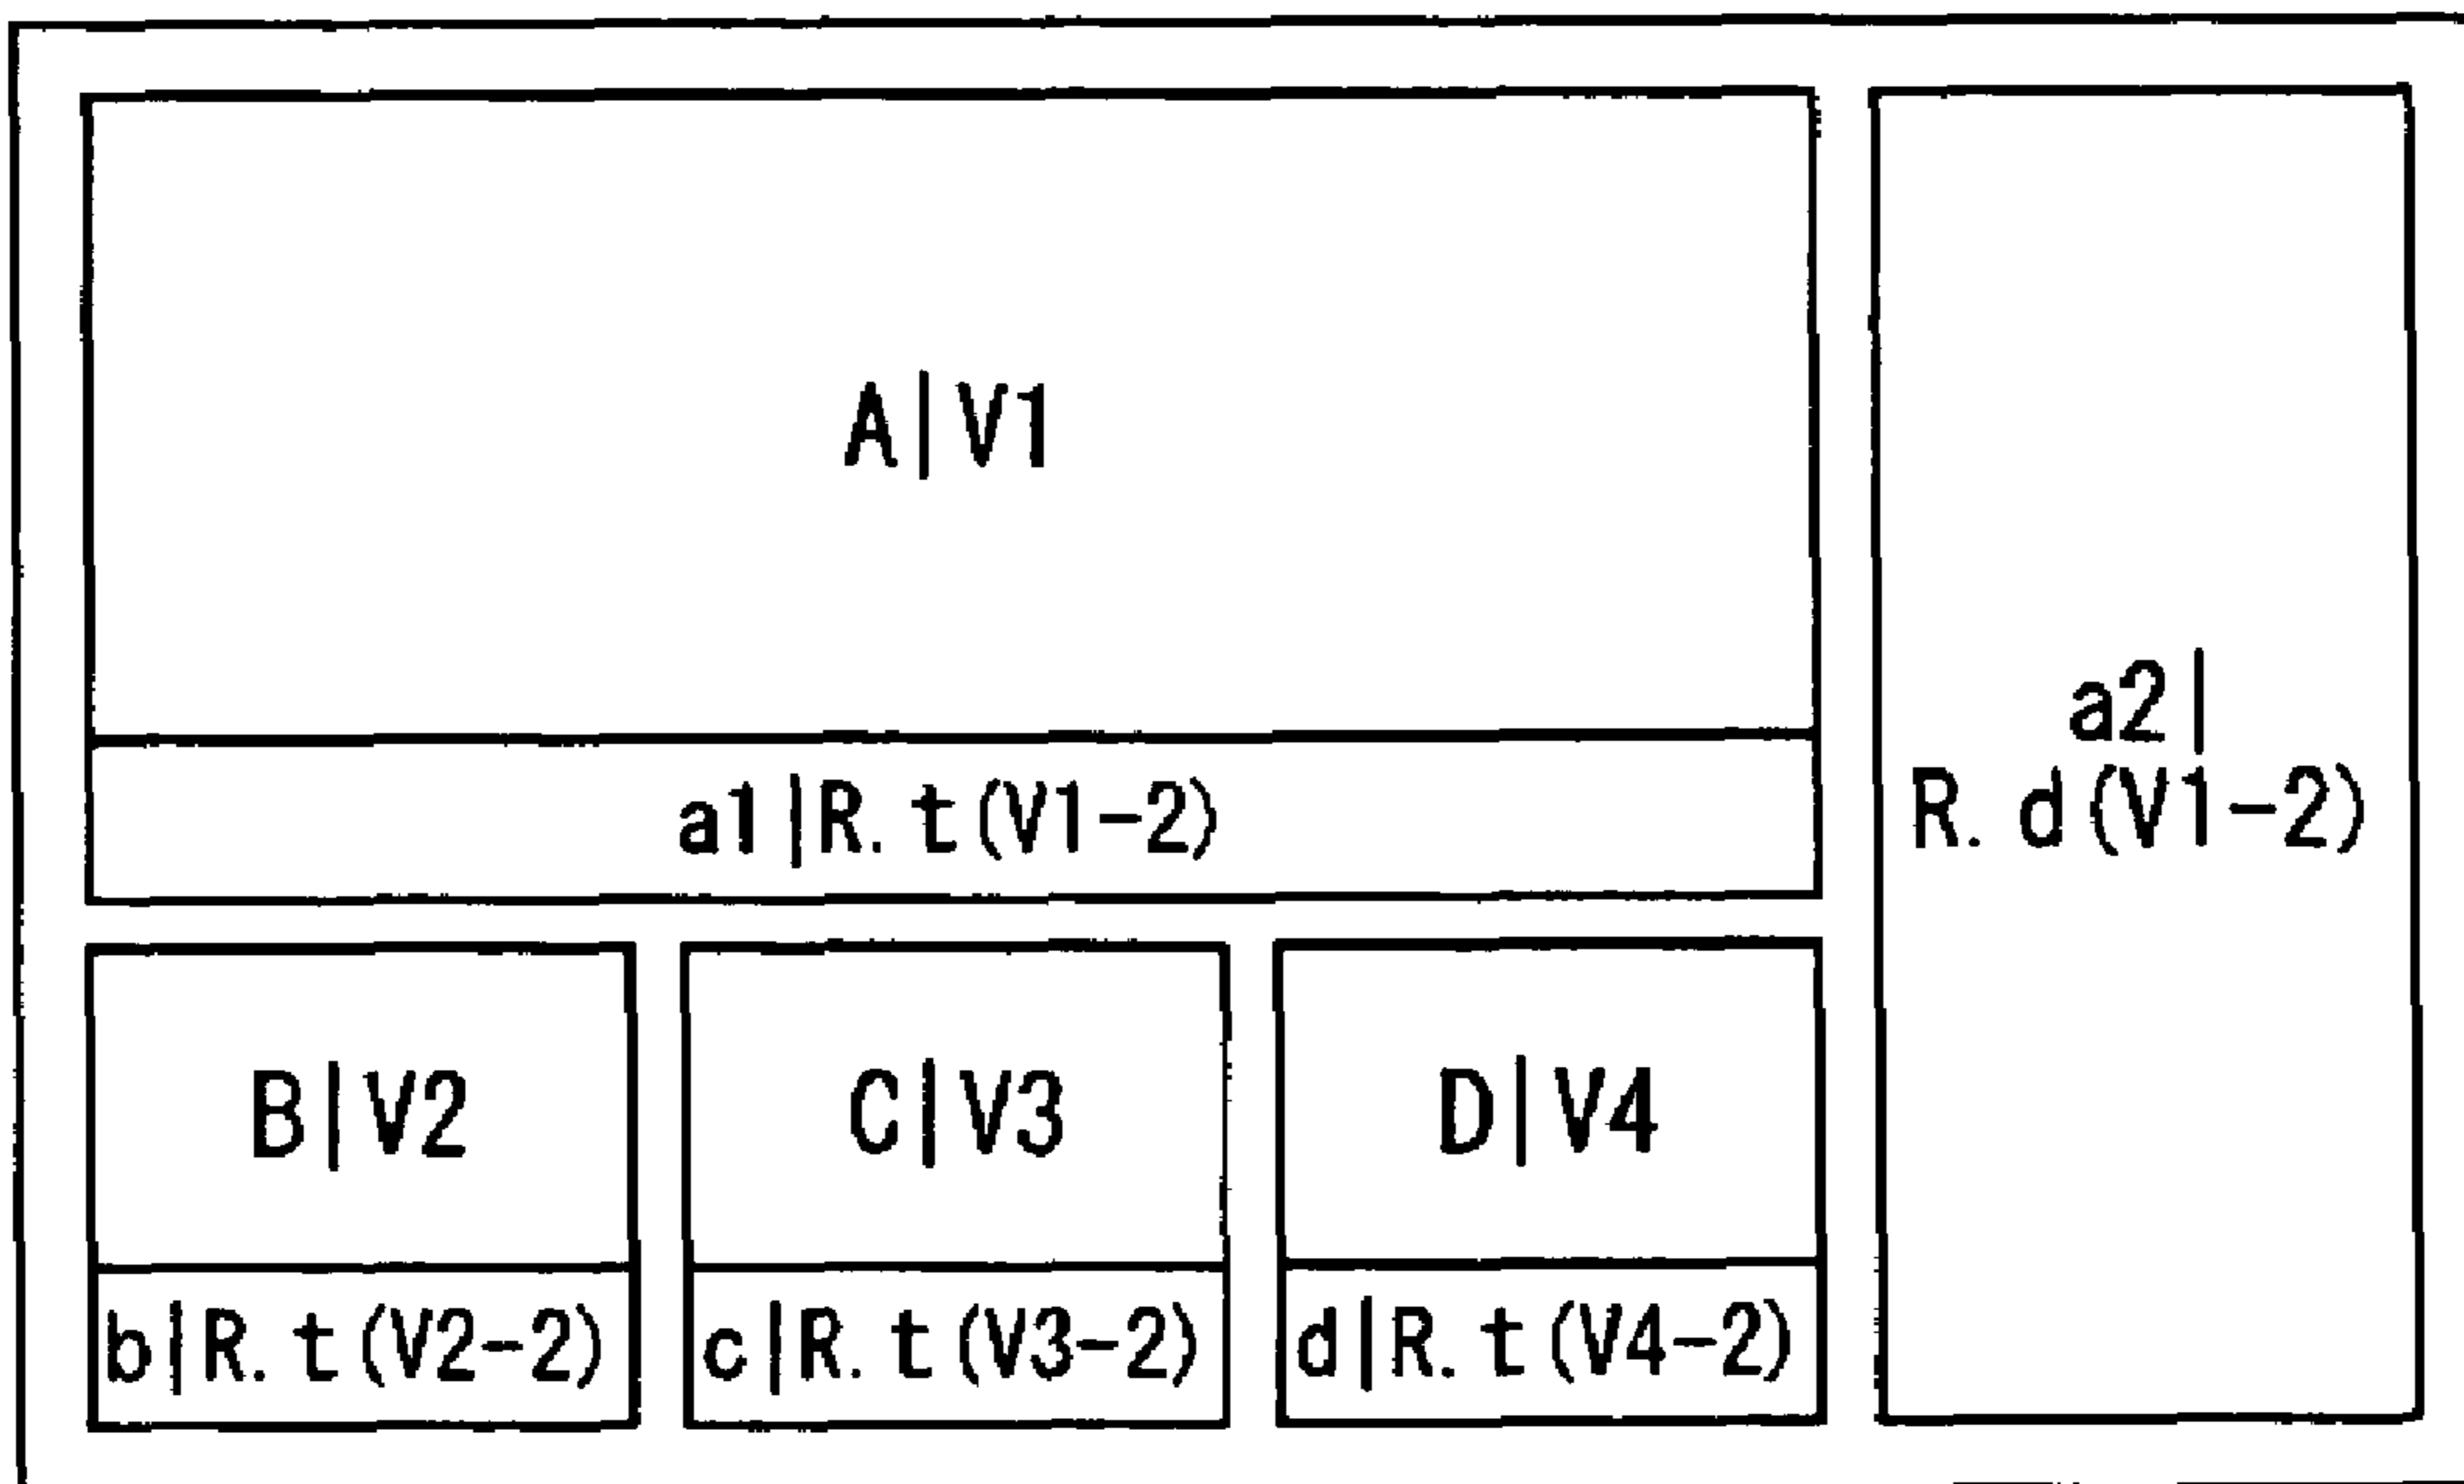 A|V1
a1|R. t(V1-2)
a2|
R. d(V1-2)
B|V2
C|V3
D|V4
b|R. t(V2-2)
c|R. t(V3-2)
d|R. t(V4-2)